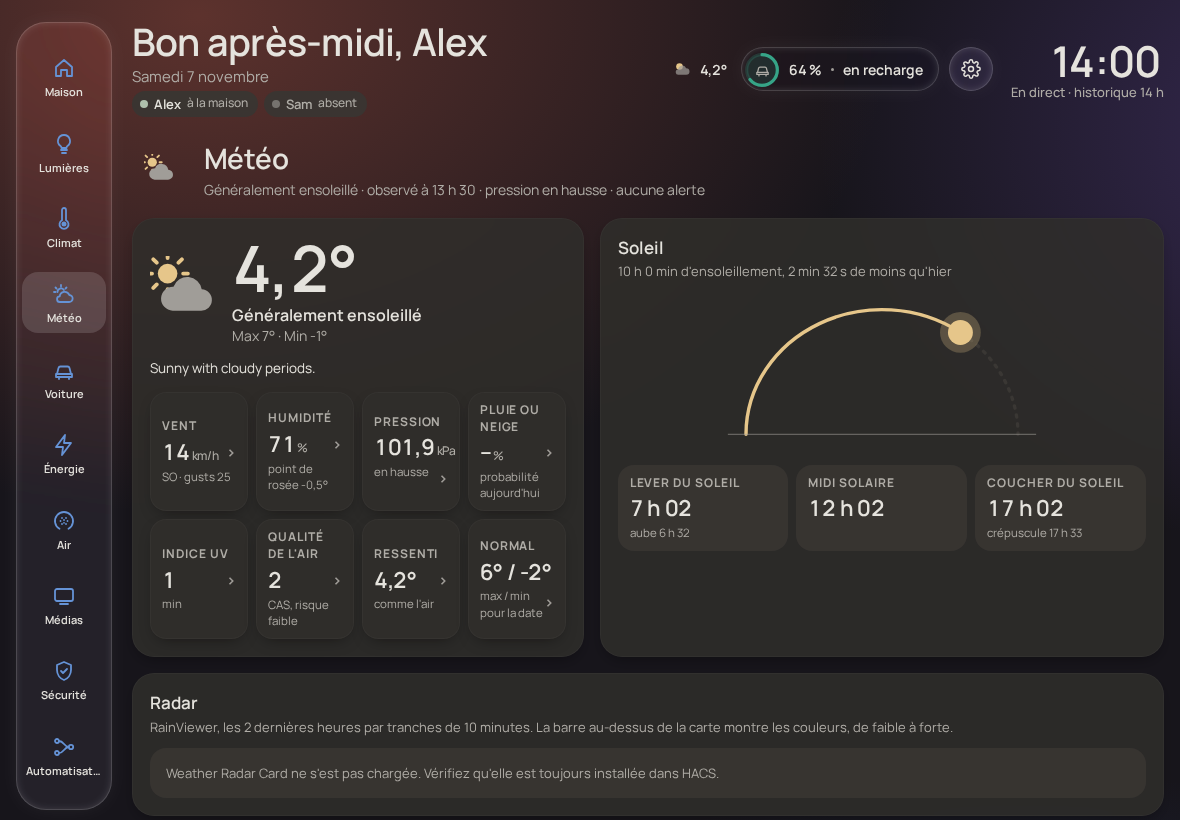 Bon après-midi, Alex
Samedi 7 novembre
Alex à la maison
Sam absent
4,2°
64 % · en recharge
14:00
En direct · historique 14 h
Maison
Lumières
Climat
Météo
Voiture
Énergie
Air
Médias
Sécurité
Automatisat…
Météo
Généralement ensoleillé · observé à 13 h 30 · pression en hausse · aucune alerte
4,2°
Généralement ensoleillé
Max 7° · Min -1°
Sunny with cloudy periods.
VENT
14 km/h
SO · gusts 25
HUMIDITÉ
71 %
point de
rosée -0,5°
PRESSION
101,9 kPa
en hausse
PLUIE OU
NEIGE
– %
probabilité
aujourd'hui
INDICE UV
1
min
QUALITÉ
DE L'AIR
2
CAS, risque
faible
RESSENTI
4,2°
comme l'air
NORMAL
6° / -2°
max / min
pour la date
Soleil
10 h 0 min d'ensoleillement, 2 min 32 s de moins qu'hier
LEVER DU SOLEIL
7 h 02
aube 6 h 32
MIDI SOLAIRE
12 h 02
COUCHER DU SOLEIL
17 h 02
crépuscule 17 h 33
Radar
RainViewer, les 2 dernières heures par tranches de 10 minutes. La barre au-dessus de la carte montre les couleurs, de faible à forte.
Weather Radar Card ne s'est pas chargée. Vérifiez qu'elle est toujours installée dans HACS.